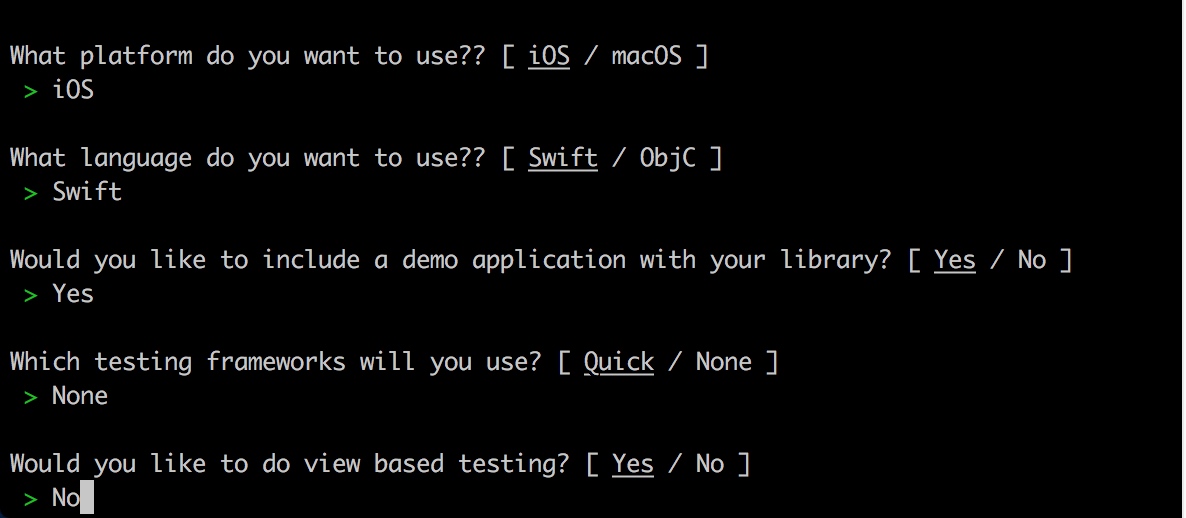 What platform do you want to use?? [ iOS / macOS ]
> iOS
What language do you want to use?? [ Swift / ObjC ]
> Swift
Would you like to include a demo application with your library? [ Yes / No ]
> Yes
Which testing frameworks will you use? [ Quick / None ]
> None
Would you like to do view based testing? [ Yes / No ]
> No